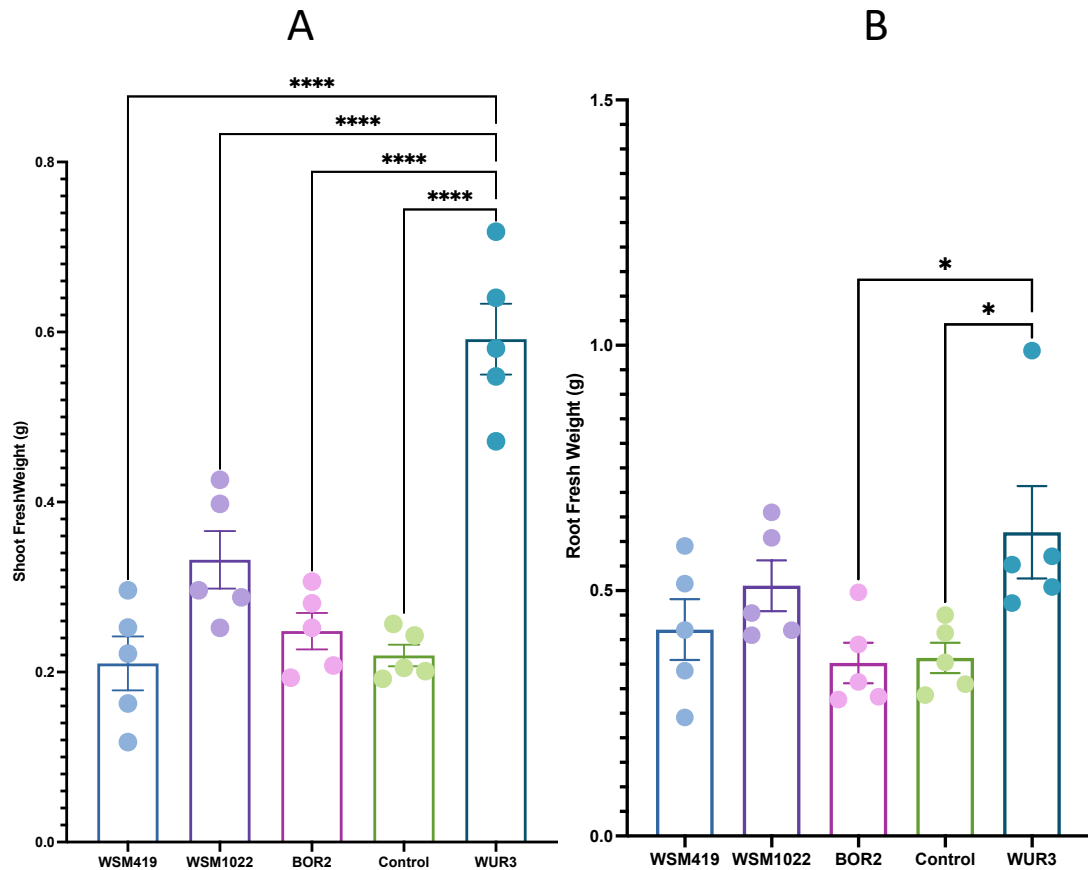 A
****
****
****
****
0.8
0.6
0.4
0.2
0.0
Shoot FreshWeight (g)
WSM419 WSM1022 BOR2 Control WUR3
B
1.5
1.0
0.5
0.0
*
*
Root Fresh Weight (g)
WSM419 WSM1022 BOR2 Control WUR3